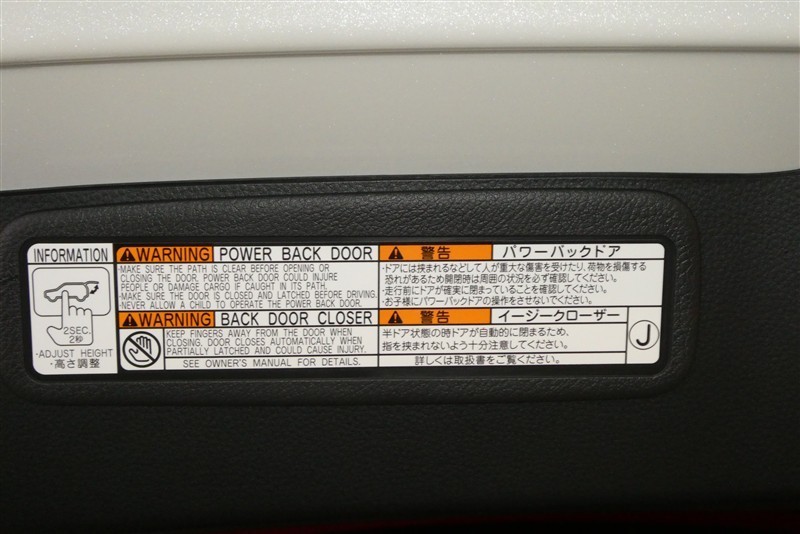 INFORMATION
2SEC.
2秒
·ADJUST HEIGHT
·高さ調整
WARNING POWER BACK DOOR
·MAKE SURE THE PATH IS CLEAR BEFORE OPENING OR
CLOSING THE DOOR. POWER BACK DOOR COULD INJURE
PEOPLE OR DAMAGE CARGO IF CAUGHT IN ITS PATH.
·MAKE SURE THE DOOR IS CLOSED AND LATCHED BEFORE DRIVING.
·NEVER ALLOW A CHILD TO OPERATE THE POWER BACK DOOR.
WARNING BACK DOOR CLOSER
KEEP FINGERS AWAY FROM THE DOOR WHEN
CLOSING. DOOR CLOSES AUTOMATICALLY WHEN
PARTIALLY LATCHED AND COULD CAUSE INJURY.
SEE OWNER'S MANUAL FOR DETAILS.
警告 パワーバックドア
·ドアには挟まれるなどして人が重大な傷害を受けたり、荷物を損傷する
恐れがあるため開閉時は周囲の状況を必ず確認してください。
·走行前にドアが確実に閉まっていることを確認してください。
·お子様にパワーバックドアの操作をさせないでください。
警告 イージークローザー
半ドア状態の時ドアが自動的に閉まるため、
指を挟まれないよう十分注意してください。
詳しくは取扱書をご覧ください。
J